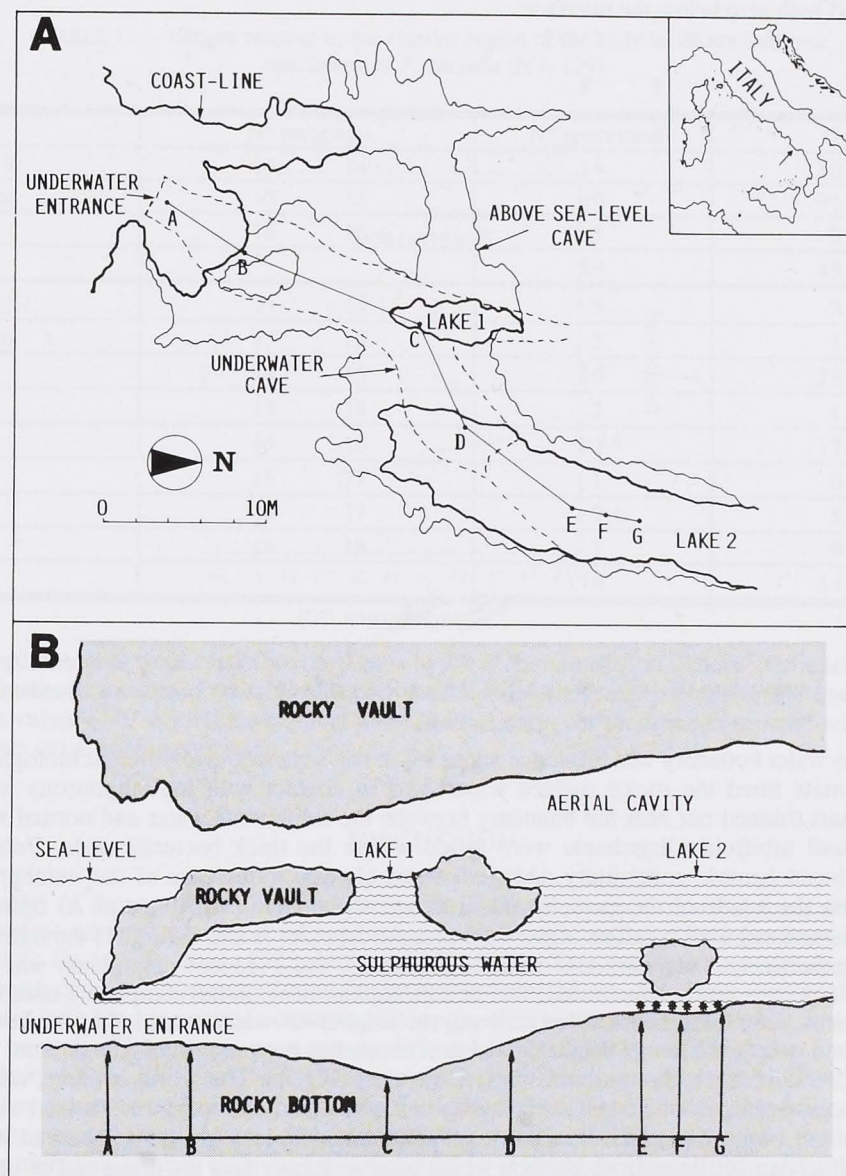 A
COAST-LINE
ITALY
UNDERWATER
ENTRANCE
A
ABOVE SEA-LEVEL
CAVE
B
LAKE 1
C
UNDERWATER
CAVE
D
N
0 10M
E
F
G
LAKE 2
B
ROCKY VAULT
AERIAL CAVITY
SEA-LEVEL
LAKE 1
LAKE 2
ROCKY VAULT
SULPHUROUS WATER
UNDERWATER ENTRANCE
ROCKY BOTTOM
A B C D E F G